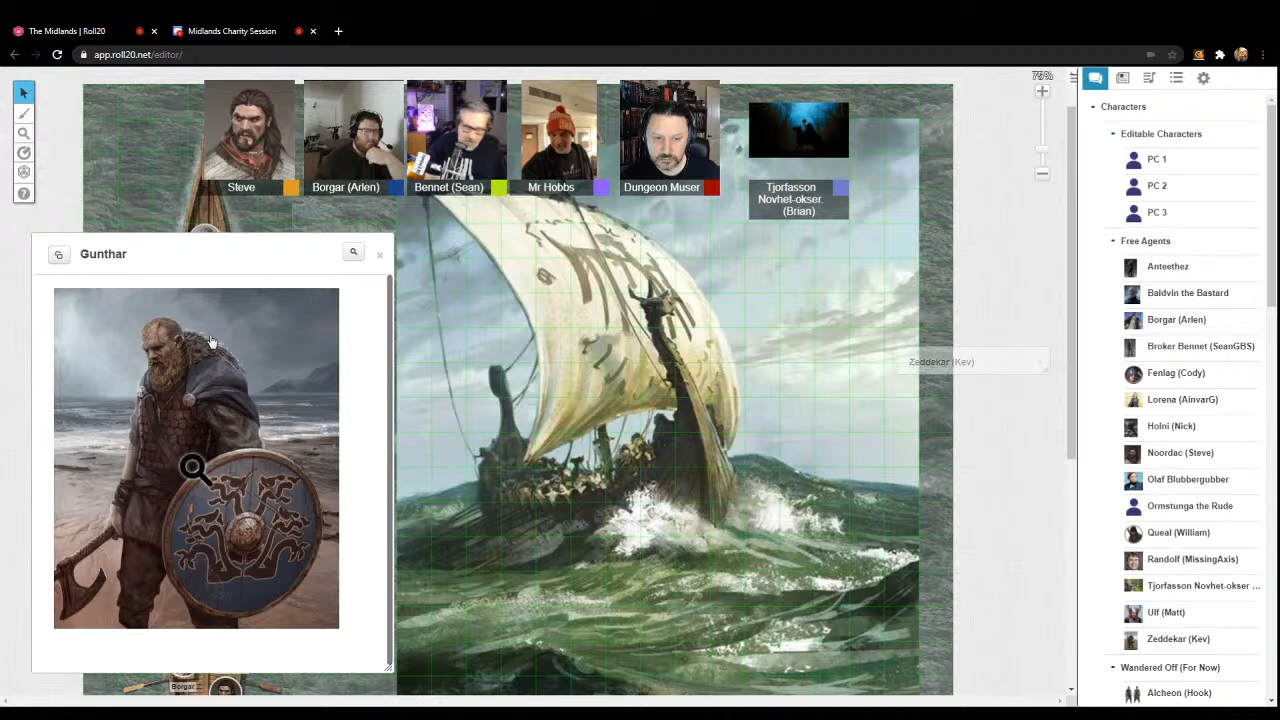 The Midlands | Roll20
Midlands Charity Session
app.roll20.net/editor/
79%
Steve
Borgar (Arlen)
Bennet (Sean)
Mr Hobbs
Dungeon Muser
Tjorfasson
Novhet-okser.
(Brian)
Gunthar
Zeddekar (Kev)
Borgar
Characters
Editable Characters
PC 1
PC 2
PC 3
Free Agents
Anteethez
Baldvin the Bastard
Borgar (Arlen)
Broker Bennet (SeanGBS)
Fenlag (Cody)
Lorena (AinvarG)
Holni (Nick)
Noordac (Steve)
Olaf Blubbergubber
Ormstunga the Rude
Queal (William)
Randolf (MissingAxis)
Tjorfasson Novhet-okser ...
Ulf (Matt)
Zeddekar (Kev)
Wandered Off (For Now)
Alcheon (Hook)